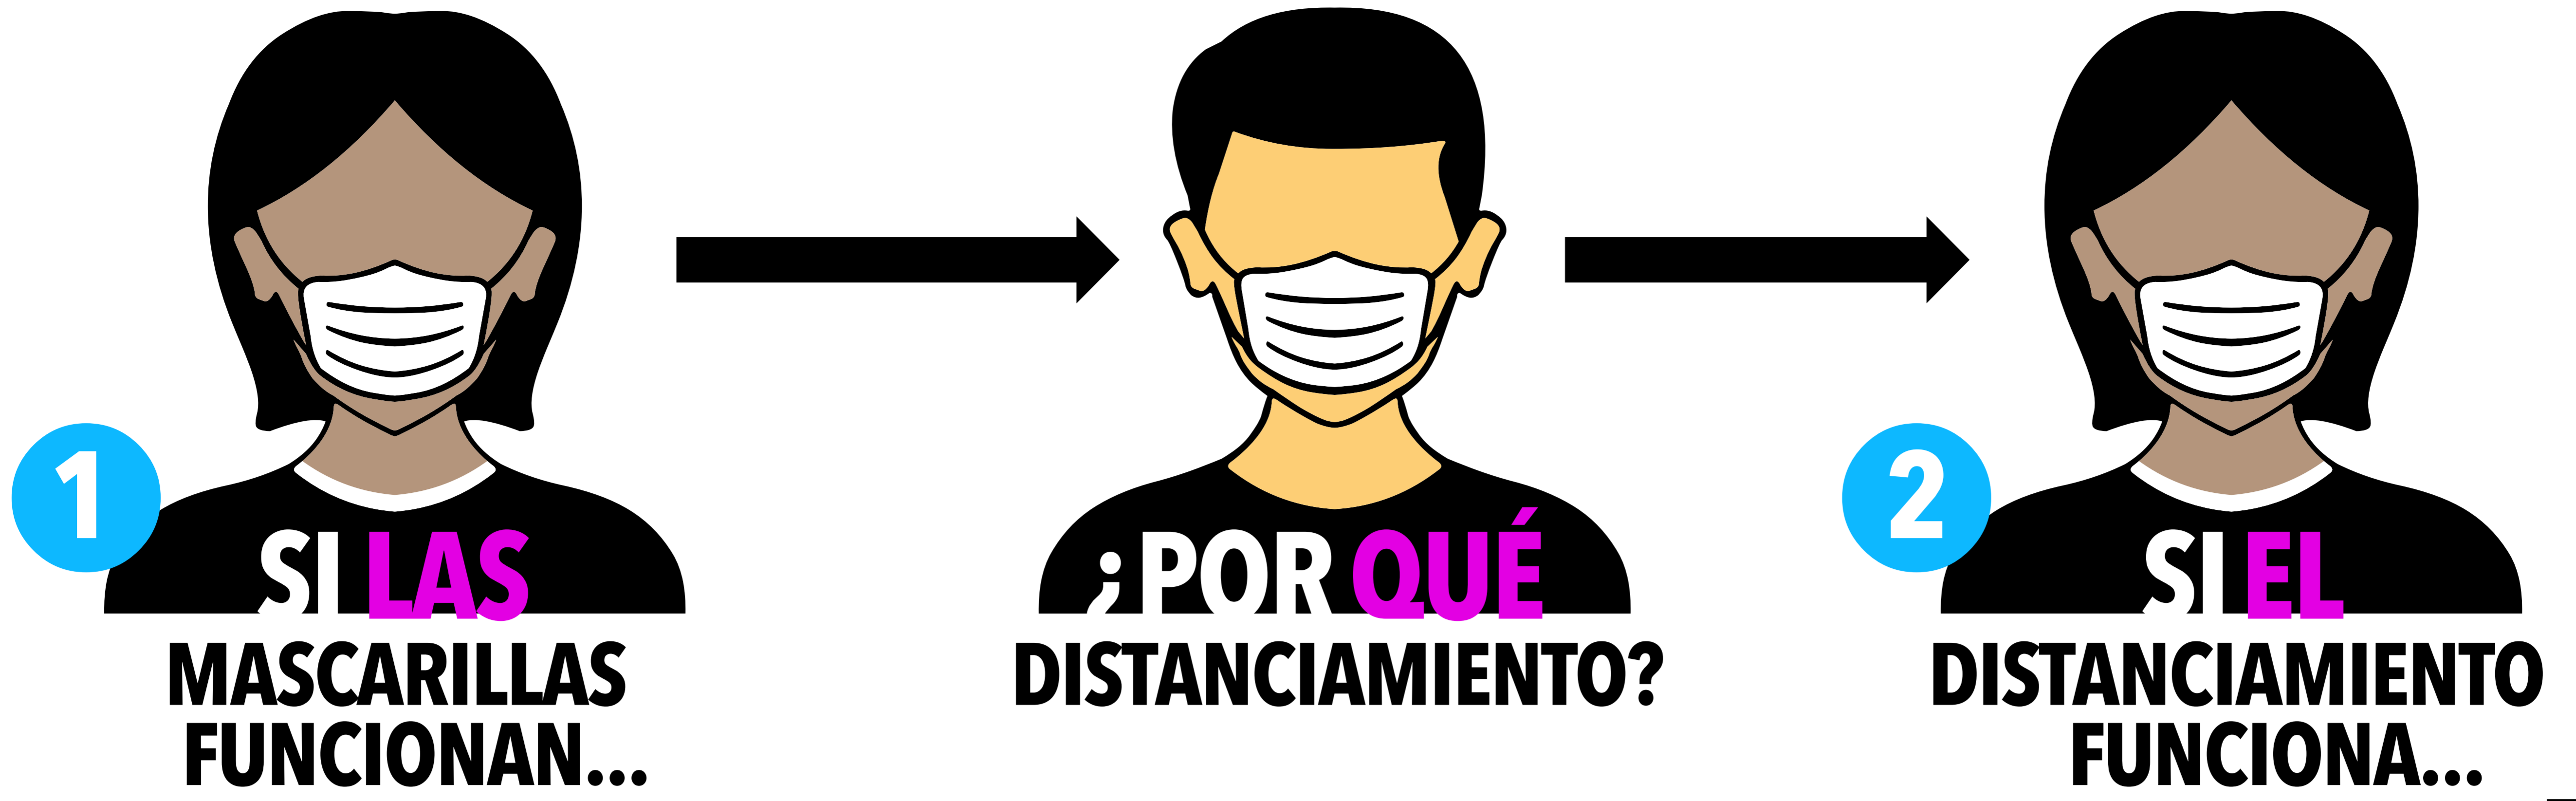 1
SI LAS
MASCARILLAS
FUNCIONAN...
¿POR QUÉ
DISTANCIAMIENTO?
2
SI EL
DISTANCIAMIENTO
FUNCIONA...